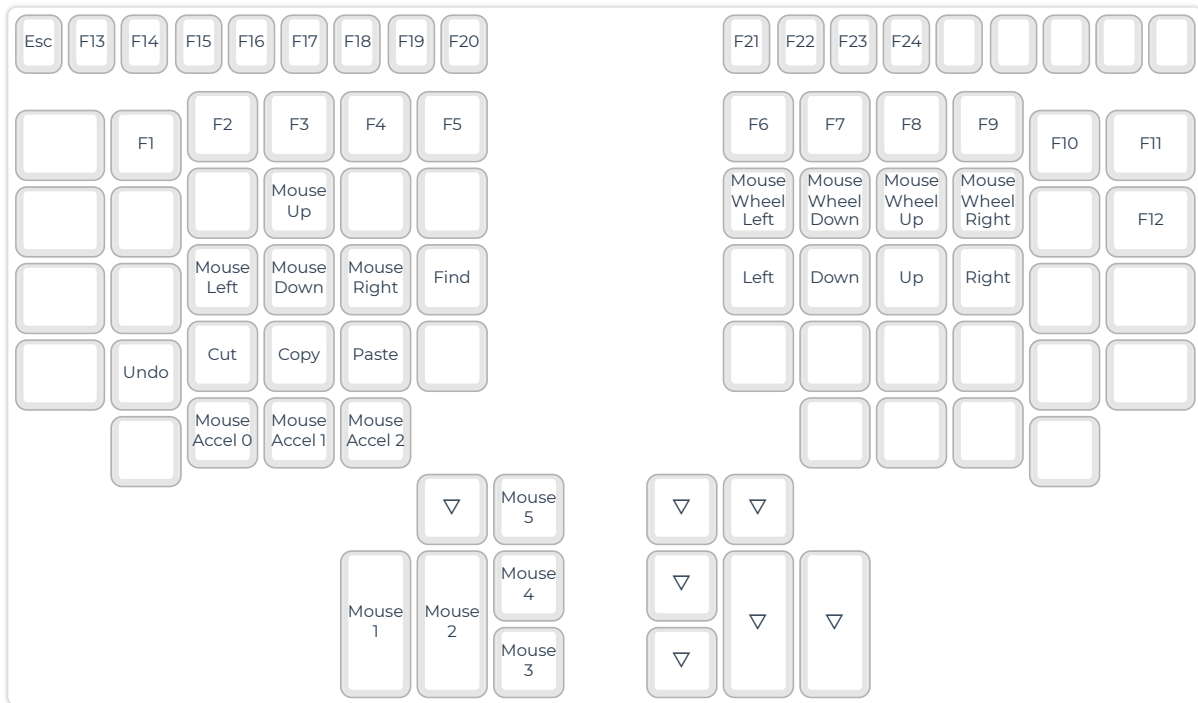 Esc F13 F14 F15 F16 F17 F18 F19 F20 F21 F22 F23 F24
F2 F3 F4 F5 F6 F7 F8 F9
F1 F10 F11
Mouse Up
Mouse Wheel Left
Mouse Wheel Down
Mouse Wheel Up
Mouse Wheel Right
F12
Mouse Left
Mouse Down
Mouse Right
Find
Left Down Up Right
Cut Copy Paste
Undo
Mouse Accel 0
Mouse Accel 1
Mouse Accel 2
▽
Mouse 5
▽ ▽
Mouse 4
▽
Mouse 1
Mouse 2
▽ ▽
Mouse 3
▽